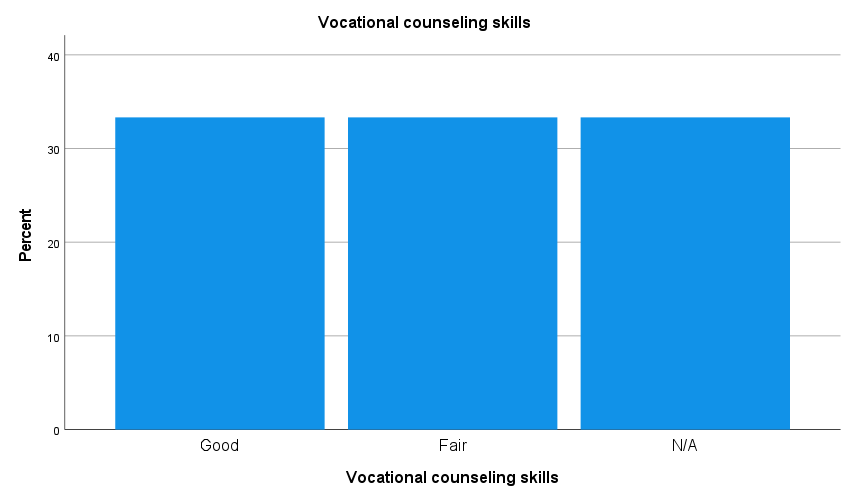 Vocational counseling skills
40
30
20
10
0
Percent
Good Fair N/A
Vocational counseling skills